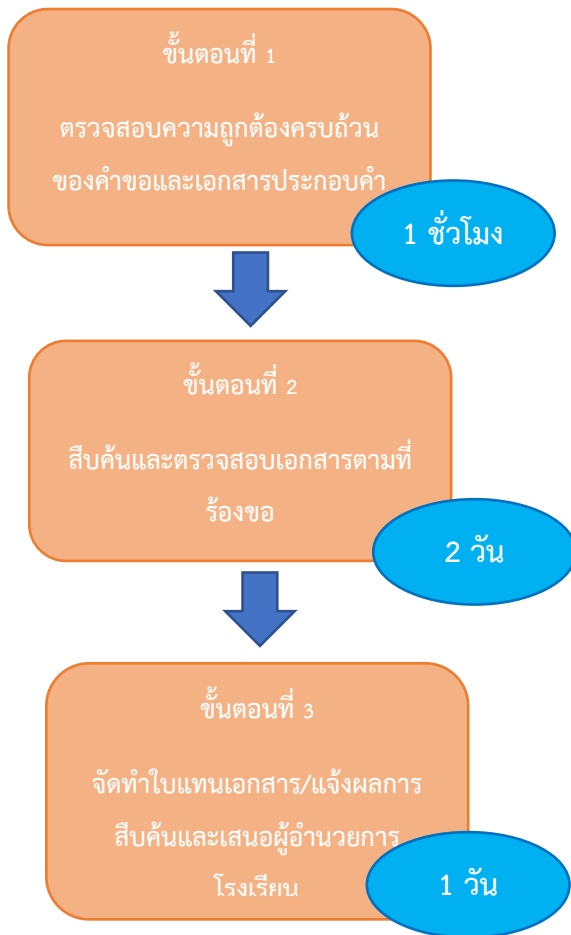 ขั้นตอนที่ 1
ตรวจสอบความถูกต้องครบถ้วน
ของคำขอและเอกสารประกอบคำ
1 ชั่วโมง
ขั้นตอนที่ 2
สืบค้นและตรวจสอบเอกสารตามที่
ร้องขอ
2 วัน
ขั้นตอนที่ 3
จัดทำใบแทนเอกสาร/แจ้งผลการ
สืบค้นและเสนอผู้อำนวยการ
โรงเรียน
1 วัน